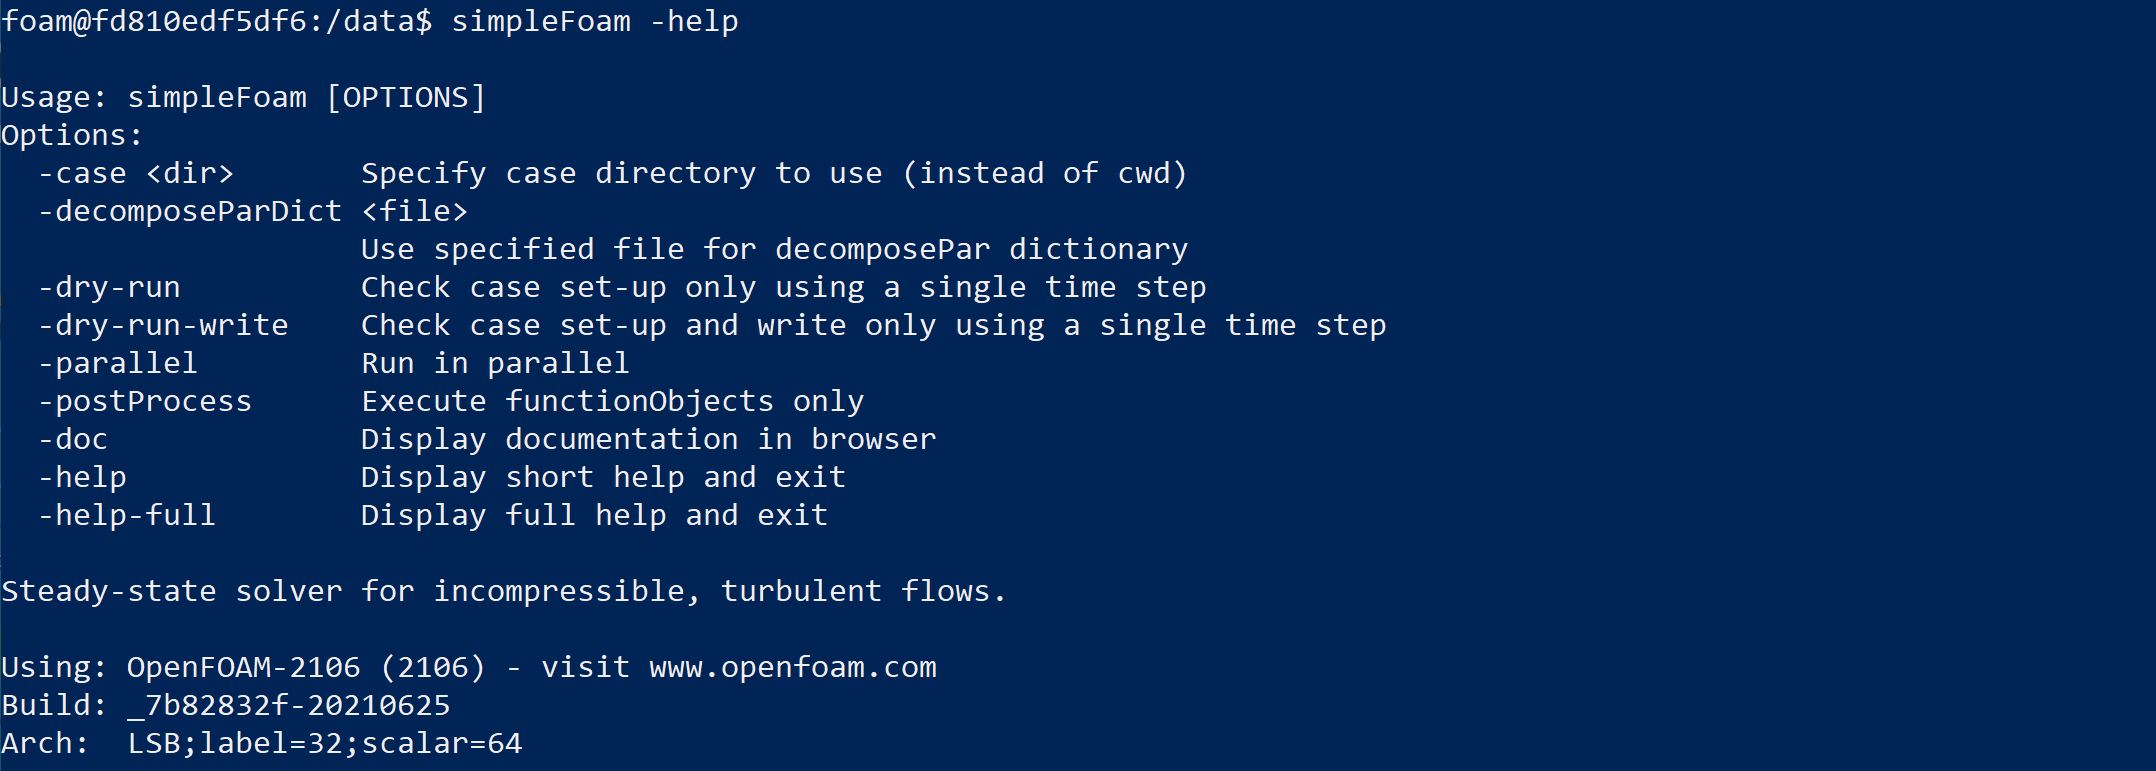 foam@fd810edf5df6:/data$ simpleFoam -help
Usage: simpleFoam [OPTIONS]
Options:
  -case <dir>       Specify case directory to use (instead of cwd)
  -decomposeParDict <file>
                    Use specified file for decomposePar dictionary
  -dry-run          Check case set-up only using a single time step
  -dry-run-write    Check case set-up and write only using a single time step
  -parallel         Run in parallel
  -postProcess      Execute functionObjects only
  -doc              Display documentation in browser
  -help             Display short help and exit
  -help-full        Display full help and exit
Steady-state solver for incompressible, turbulent flows.
Using: OpenFOAM-2106 (2106) - visit www.openfoam.com
Build: _7b82832f-20210625
Arch:  LSB;label=32;scalar=64